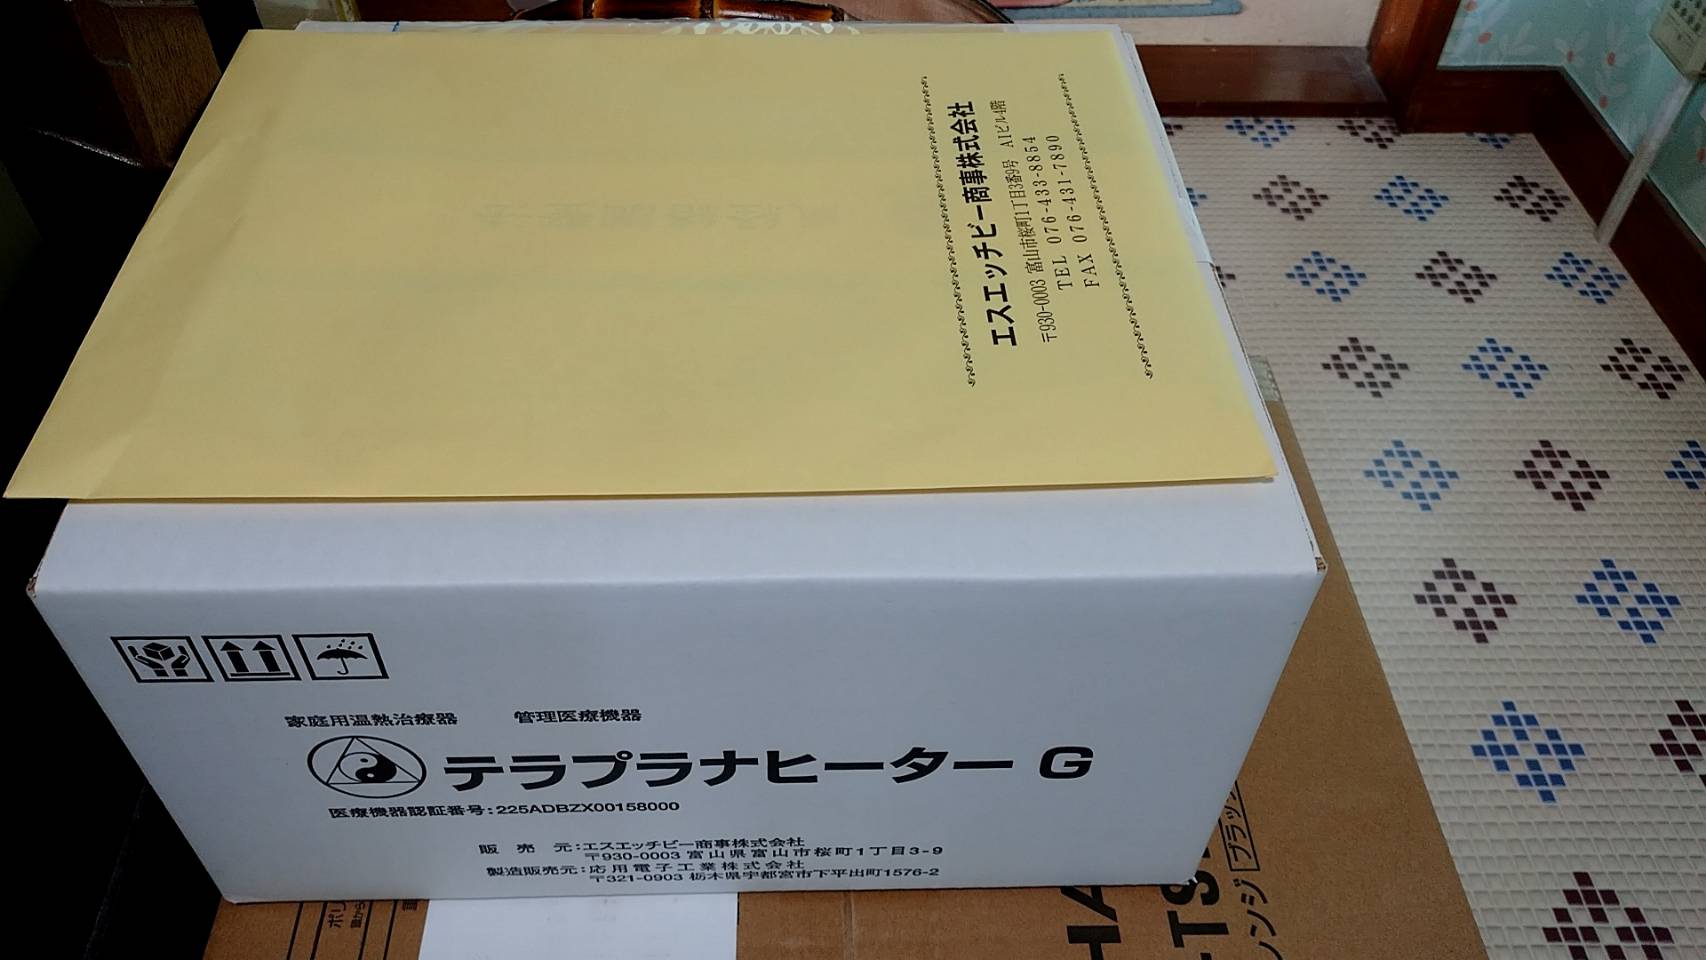 エスエッチビー商事株式会社
〒930-0003 富山市桜町1丁目3番9号 AIビル4階
TEL 076-433-8854
FAX 076-431-7890
家庭用温熱治療器 管理医療機器
テラプラナヒーター G
医療機器認証番号:225ADBZX00158000
販売元:エスエッチビー商事株式会社
〒930-0003 富山県富山市桜町1丁目3-9
製造販売元:応用電子工業株式会社
〒321-0903 栃木県宇都宮市下平出町1576-2